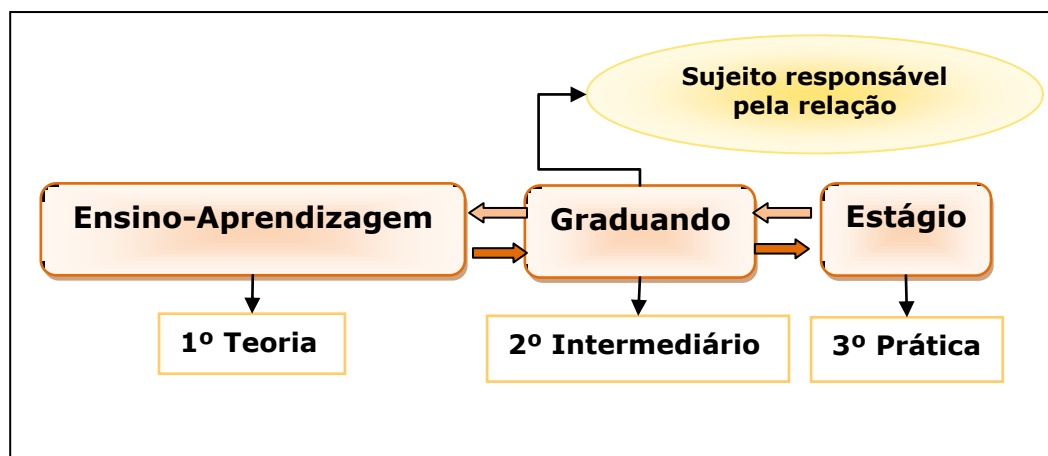 Sujeito responsável
pela relação
Ensino-Aprendizagem
Graduando
Estágio
1º Teoria
2º Intermediário
3º Prática